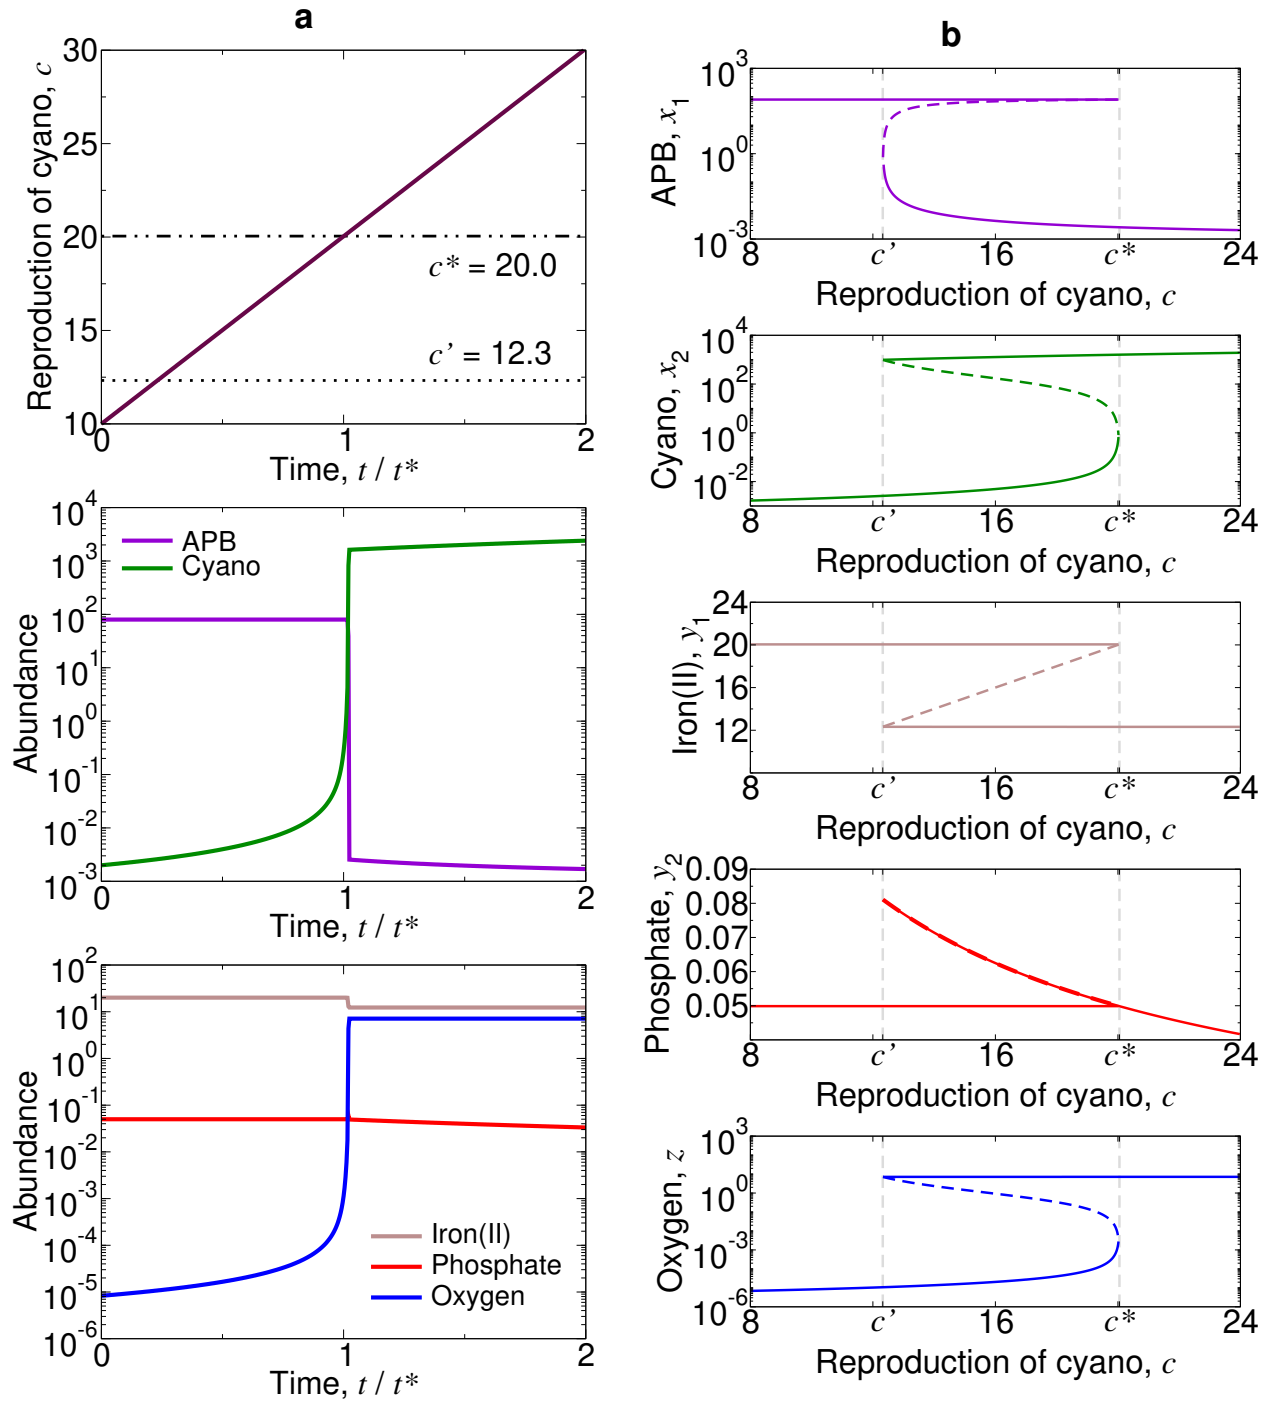 a
Reproduction of cyano, c
30
25
20
15
10
c* = 20.0
c’ = 12.3
0 1 2
Time, t / t*
Abundance
10^4
10^3
10^2
10^1
10^0
10^-1
10^-2
10^-3
APB
Cyano
0 1 2
Time, t / t*
Abundance
10^2
10^1
10^0
10^-1
10^-2
10^-3
10^-4
10^-5
10^-6
Iron(II)
Phosphate
Oxygen
0 1 2
Time, t / t*
b
APB, x_1
10^3
10^0
10^-3
8 c’ 16 c* 24
Reproduction of cyano, c
Cyano, x_2
10^4
10^2
10^0
10^-2
8 c’ 16 c* 24
Reproduction of cyano, c
Iron(II), y_1
24
20
16
12
8 c’ 16 c* 24
Reproduction of cyano, c
Phosphate, y_2
0.09
0.08
0.07
0.06
0.05
8 c’ 16 c* 24
Reproduction of cyano, c
Oxygen, z
10^3
10^0
10^-3
10^-6
8 c’ 16 c* 24
Reproduction of cyano, c